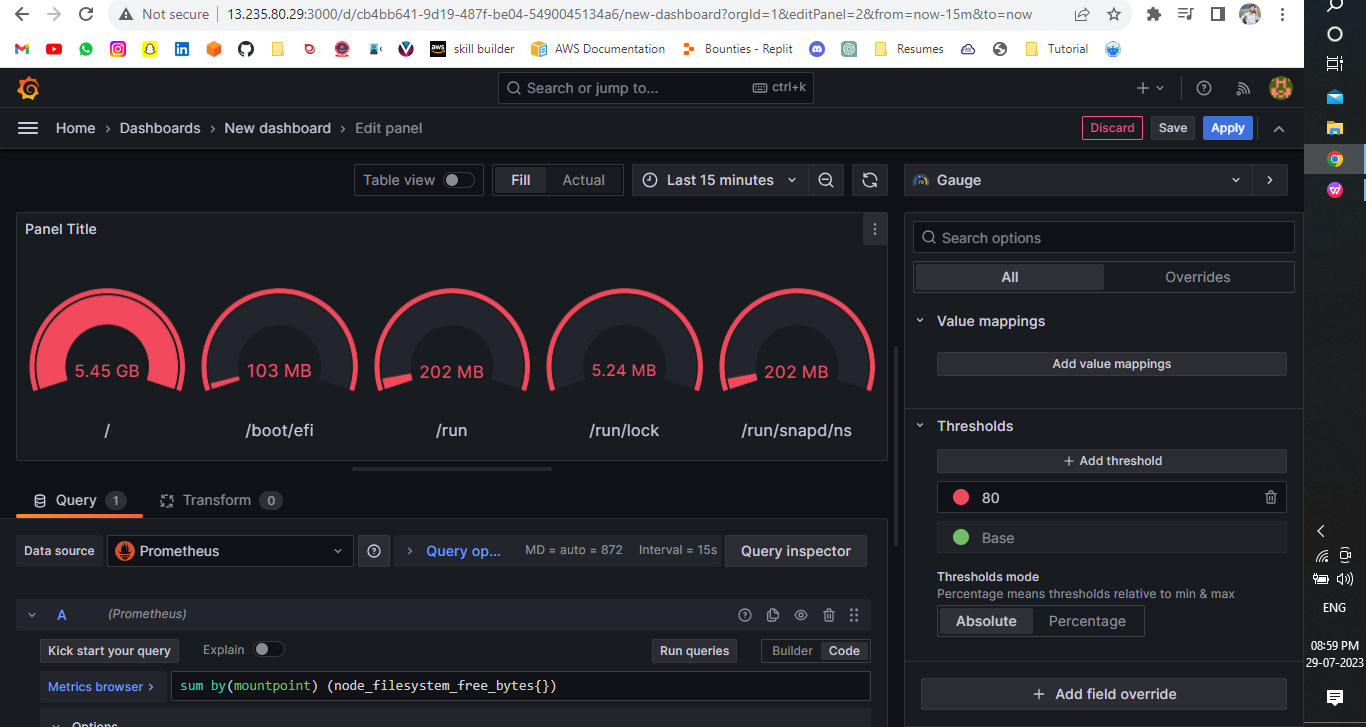 Not secure | 13.235.80.29:3000/d/cb4bb641-9d19-487f-be04-5490045134a6/new-dashboard?orgId=1&editPanel=2&from=now-15m&to=now
aws skill builder AWS Documentation Bounties - Replit Resumes Tutorial
Search or jump to... ctrl+k
Home › Dashboards › New dashboard › Edit panel Discard Save Apply
Table view Fill Actual Last 15 minutes Gauge
Panel Title
Search options
All Overrides
Value mappings
Add value mappings
5.45 GB 103 MB 202 MB 5.24 MB 202 MB
/ /boot/efi /run /run/lock /run/snapd/ns
Thresholds
+ Add threshold
80
Base
Thresholds mode
Percentage means thresholds relative to min & max
Absolute Percentage
+ Add field override
Query 1 Transform 0
Data source Prometheus › Query op... MD = auto = 872 Interval = 15s Query inspector
A (Prometheus)
Kick start your query Explain Run queries Builder Code
Metrics browser › sum by(mountpoint) (node_filesystem_free_bytes{})
Options
ENG
08:59 PM
29-07-2023